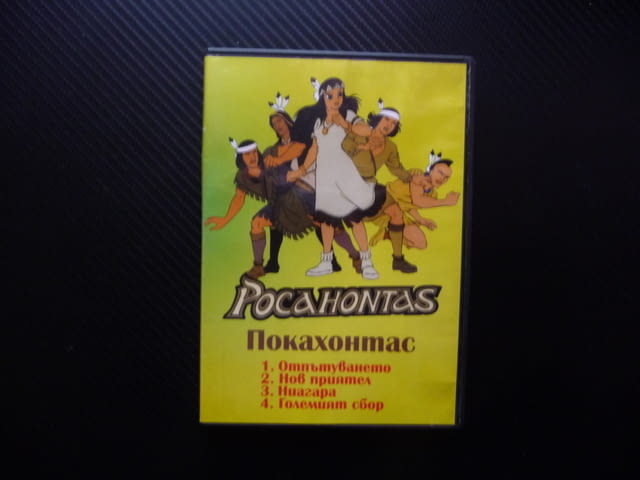 POCAHONTAS
Покахонтас
1. Отпътуването
2. Нов приятел
3. Ниагара
4. Големият сбор